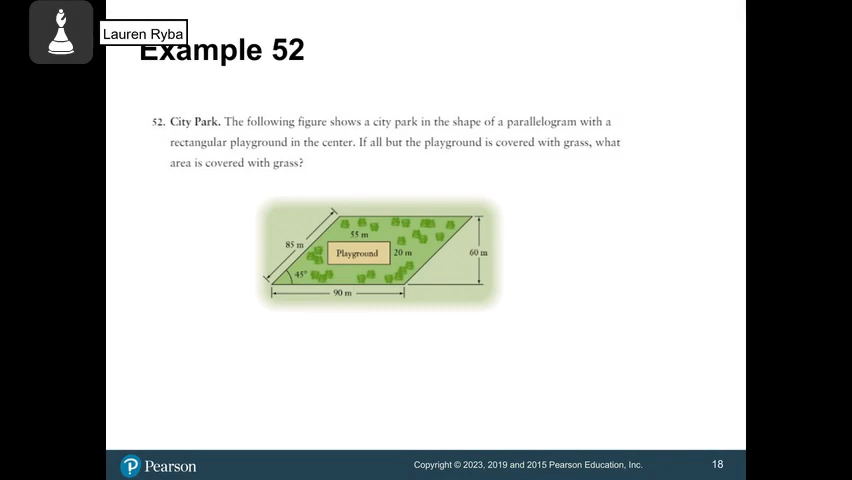 Lauren Ryba
Example 52
52. City Park. The following figure shows a city park in the shape of a parallelogram with a
rectangular playground in the center. If all but the playground is covered with grass, what
area is covered with grass?
55 m
85 m
Playground
20 m
60 m
45°
90 m
Pearson
Copyright © 2023, 2019 and 2015 Pearson Education, Inc.
18